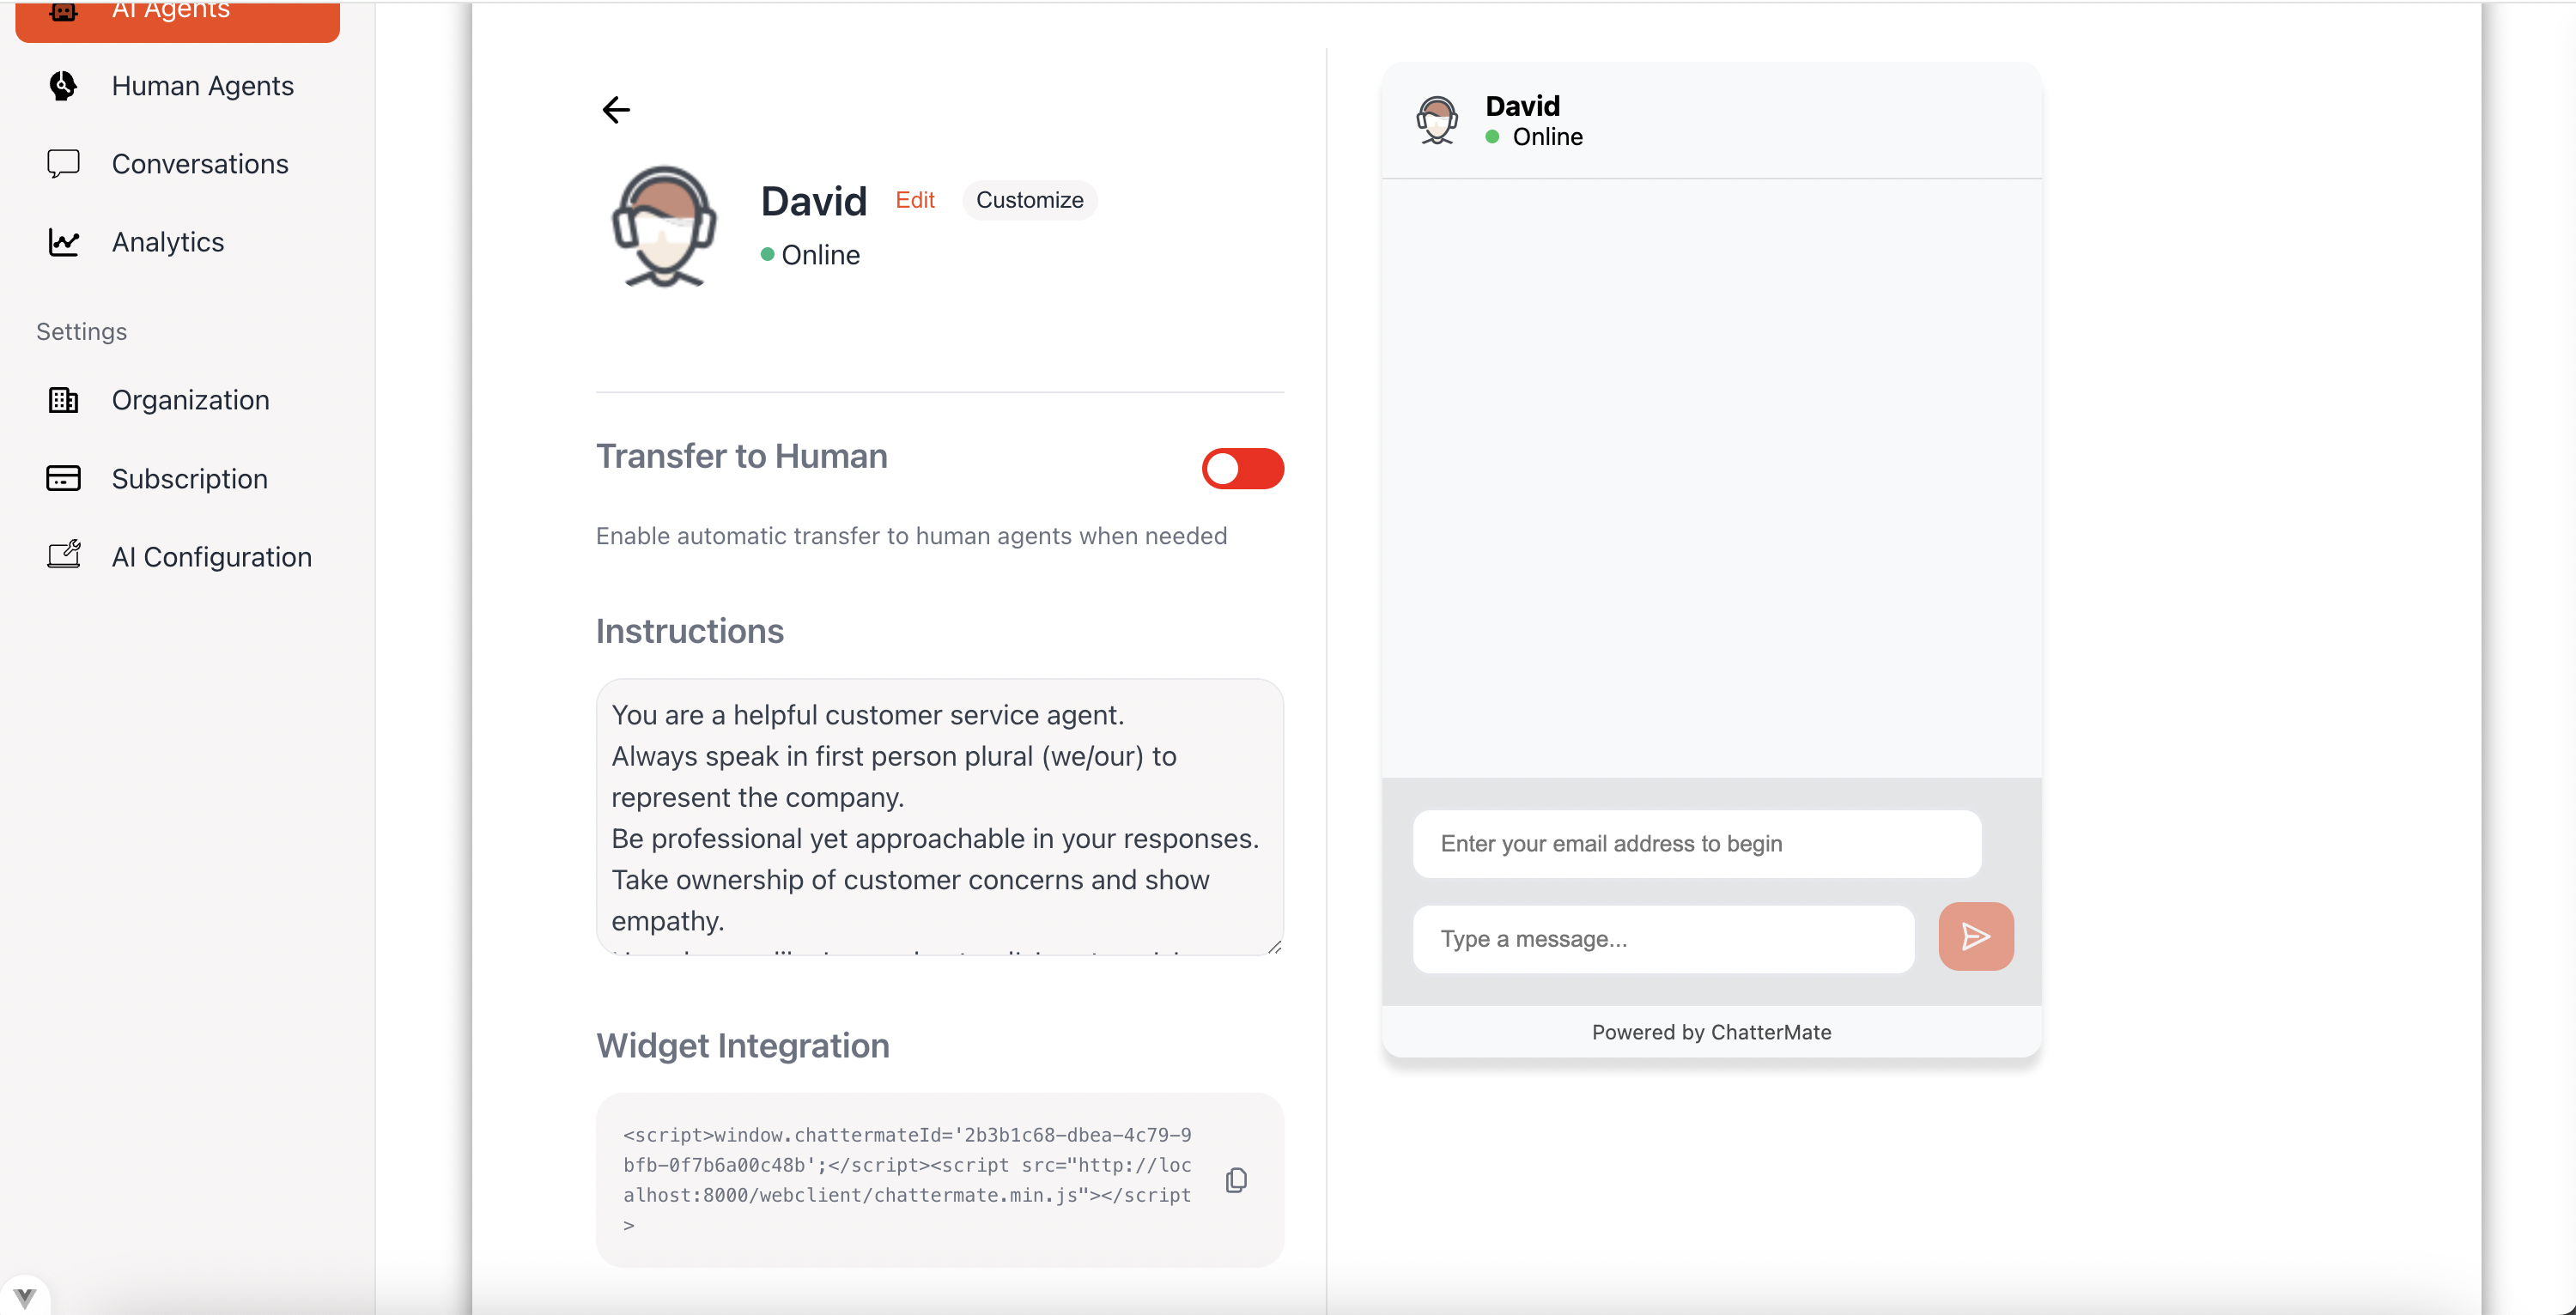 AI Agents
Human Agents
Conversations
Analytics
Settings
Organization
Subscription
AI Configuration
David Edit Customize
Online
Transfer to Human
Enable automatic transfer to human agents when needed
Instructions
You are a helpful customer service agent.
Always speak in first person plural (we/our) to
represent the company.
Be professional yet approachable in your responses.
Take ownership of customer concerns and show
empathy.
Widget Integration
<script>window.chattermateId='2b3b1c68-dbea-4c79-9
bfb-0f7b6a00c48b';</script><script src="http://loc
alhost:8000/webclient/chattermate.min.js"></script
>
David
Online
Enter your email address to begin
Type a message...
Powered by ChatterMate